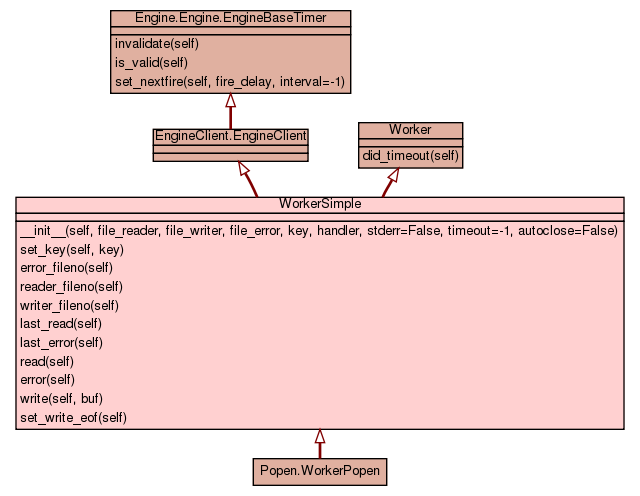 Engine.Engine.EngineBaseTimer
invalidate(self)
is_valid(self)
set_nextfire(self, fire_delay, interval=-1)
EngineClient.EngineClient
Worker
did_timeout(self)
WorkerSimple
__init__(self, file_reader, file_writer, file_error, key, handler, stderr=False, timeout=-1, autoclose=False)
set_key(self, key)
error_fileno(self)
reader_fileno(self)
writer_fileno(self)
last_read(self)
last_error(self)
read(self)
error(self)
write(self, buf)
set_write_eof(self)
Popen.WorkerPopen